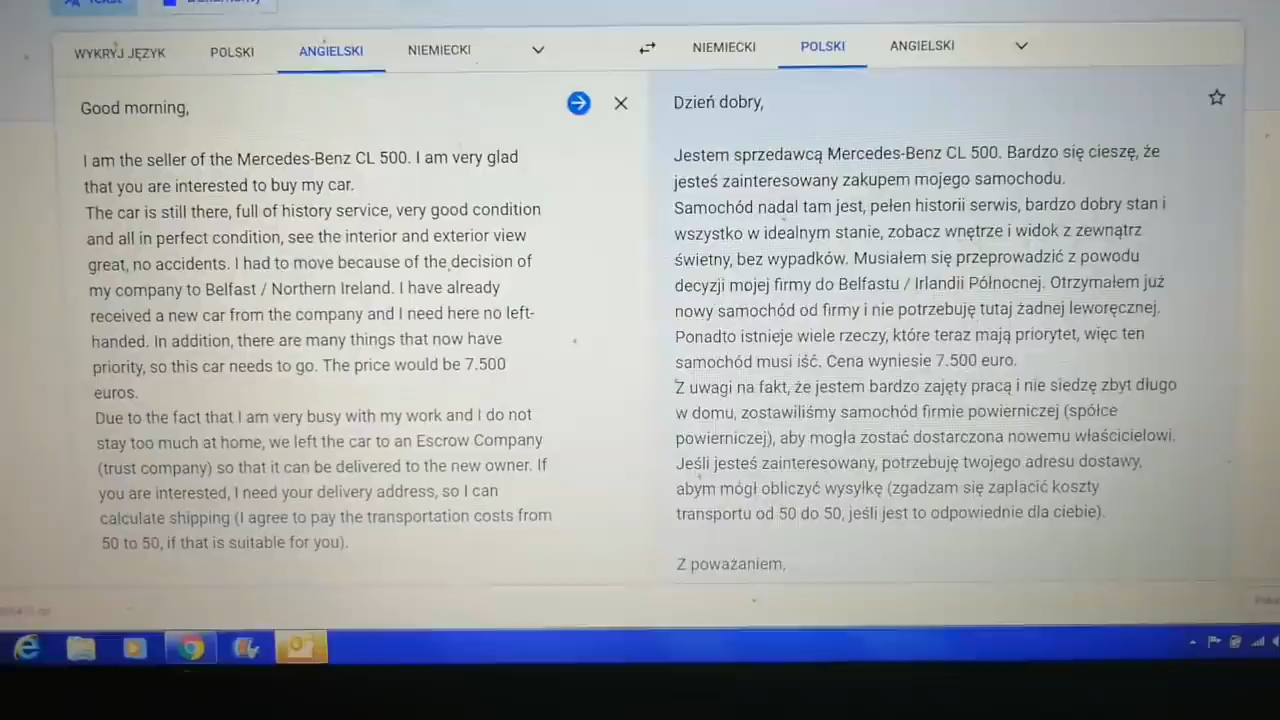 WYKRYJ JĘZYK POLSKI ANGIELSKI NIEMIECKI
NIEMIECKI POLSKI ANGIELSKI
Good morning,
I am the seller of the Mercedes-Benz CL 500. I am very glad
that you are interested to buy my car.
The car is still there, full of history service, very good condition
and all in perfect condition, see the interior and exterior view
great, no accidents. I had to move because of the decision of
my company to Belfast / Northern Ireland. I have already
received a new car from the company and I need here no left-
handed. In addition, there are many things that now have
priority, so this car needs to go. The price would be 7.500
euros.
Due to the fact that I am very busy with my work and I do not
stay too much at home, we left the car to an Escrow Company
(trust company) so that it can be delivered to the new owner. If
you are interested, I need your delivery address, so I can
calculate shipping (I agree to pay the transportation costs from
50 to 50, if that is suitable for you).
Dzień dobry,
Jestem sprzedawcą Mercedes-Benz CL 500. Bardzo się cieszę, że
jesteś zainteresowany zakupem mojego samochodu.
Samochód nadal tam jest, pełen historii serwis, bardzo dobry stan i
wszystko w idealnym stanie, zobacz wnętrze i widok z zewnątrz
świetny, bez wypadków. Musiałem się przeprowadzić z powodu
decyzji mojej firmy do Belfastu / Irlandii Północnej. Otrzymałem już
nowy samochód od firmy i nie potrzebuję tutaj żadnej leworęcznej.
Ponadto istnieje wiele rzeczy, które teraz mają priorytet, więc ten
samochód musi iść. Cena wyniesie 7.500 euro.
Z uwagi na fakt, że jestem bardzo zajęty pracą i nie siedzę zbyt długo
w domu, zostawiliśmy samochód firmie powierniczej (spółce
powierniczej), aby mogła zostać dostarczona nowemu właścicielowi.
Jeśli jesteś zainteresowany, potrzebuję twojego adresu dostawy,
abym mógł obliczyć wysyłkę (zgadzam się zapłacić koszty
transportu od 50 do 50, jeśli jest to odpowiednie dla ciebie).
Z poważaniem,